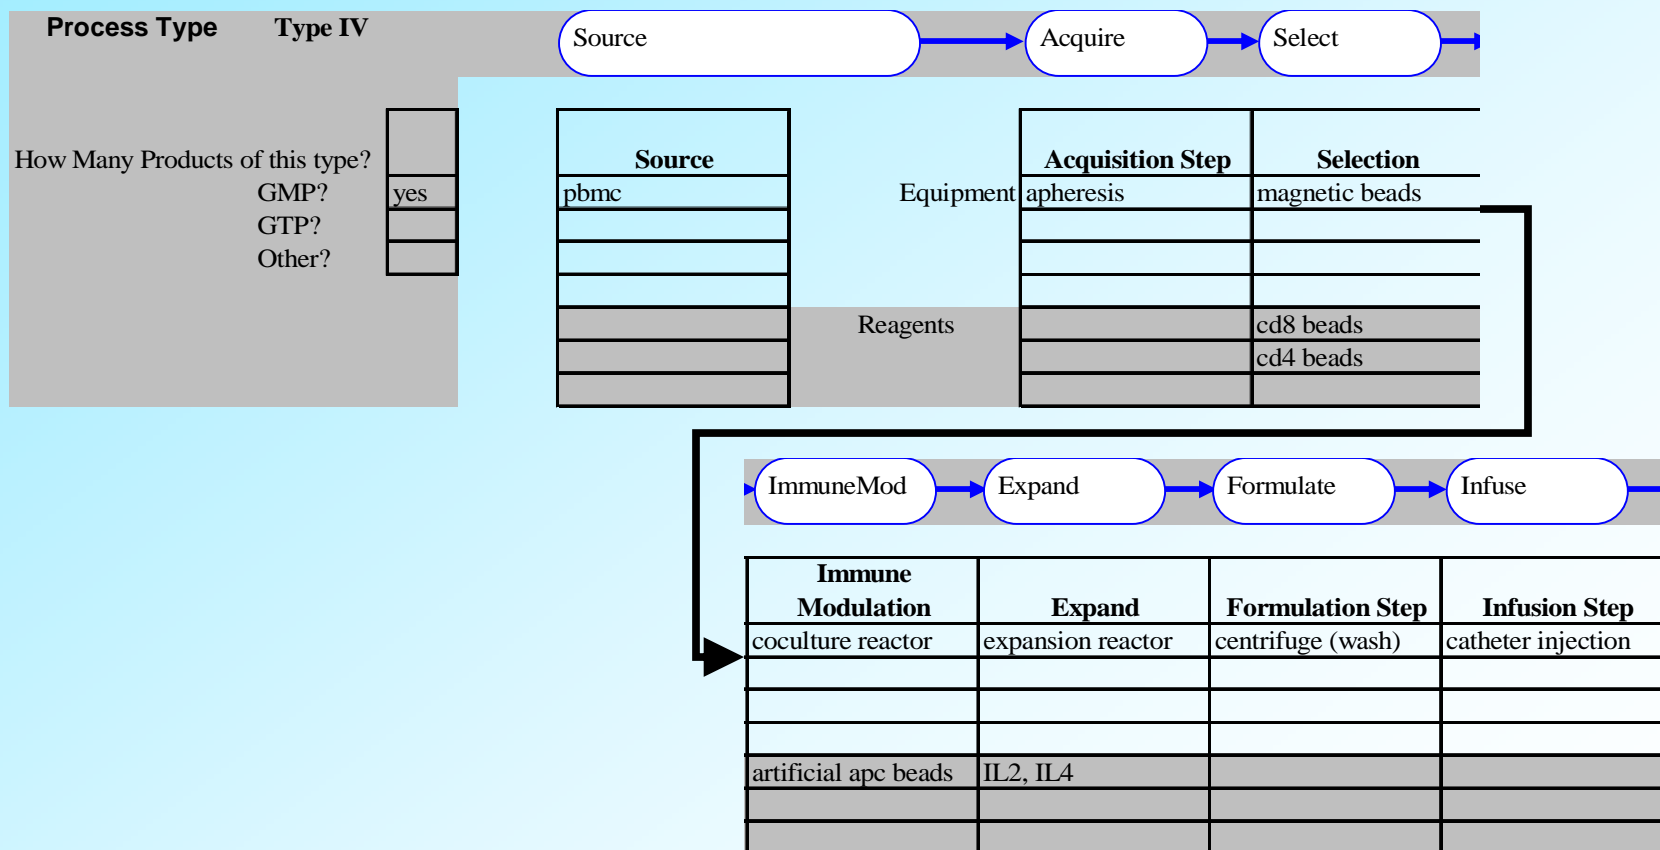 Process Type Type IV
Source Acquire Select
How Many Products of this type?
Source Acquisition Step Selection
GMP? yes pbmc Equipment apheresis magnetic beads
GTP?
Other?
Reagents cd8 beads
cd4 beads
ImmuneMod Expand Formulate Infuse
Immune
Modulation Expand Formulation Step Infusion Step
coculture reactor expansion reactor centrifuge (wash) catheter injection
artificial apc beads IL2, IL4